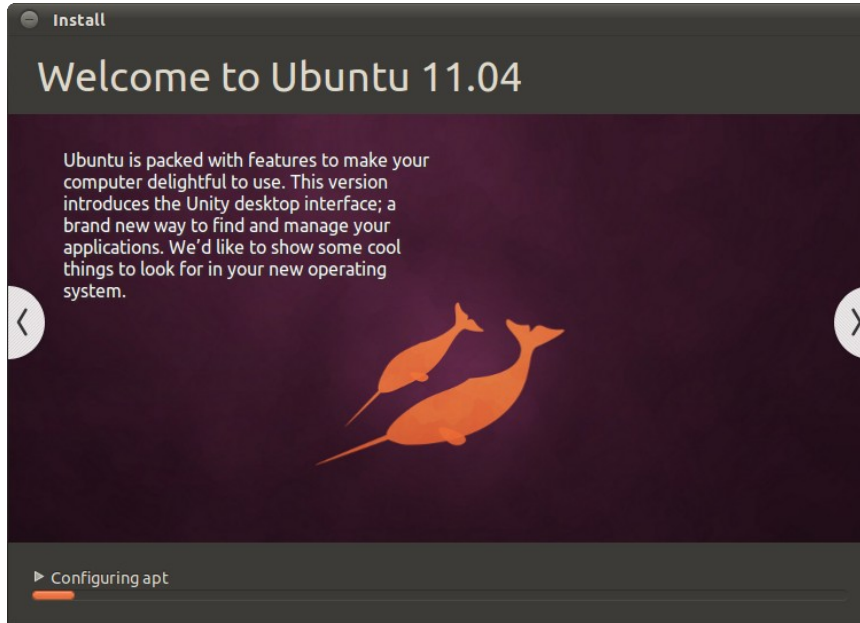 Install
Welcome to Ubuntu 11.04
Ubuntu is packed with features to make your
computer delightful to use. This version
introduces the Unity desktop interface; a
brand new way to find and manage your
applications. We’d like to show some cool
things to look for in your new operating
system.
Configuring apt